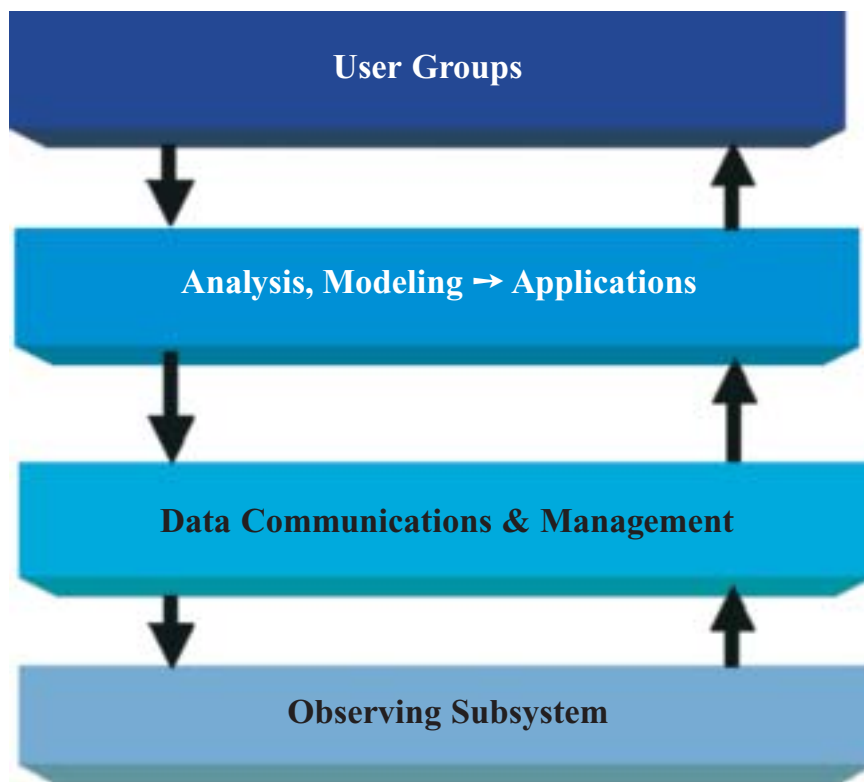 User Groups
Analysis, Modeling → Applications
Data Communications & Management
Observing Subsystem